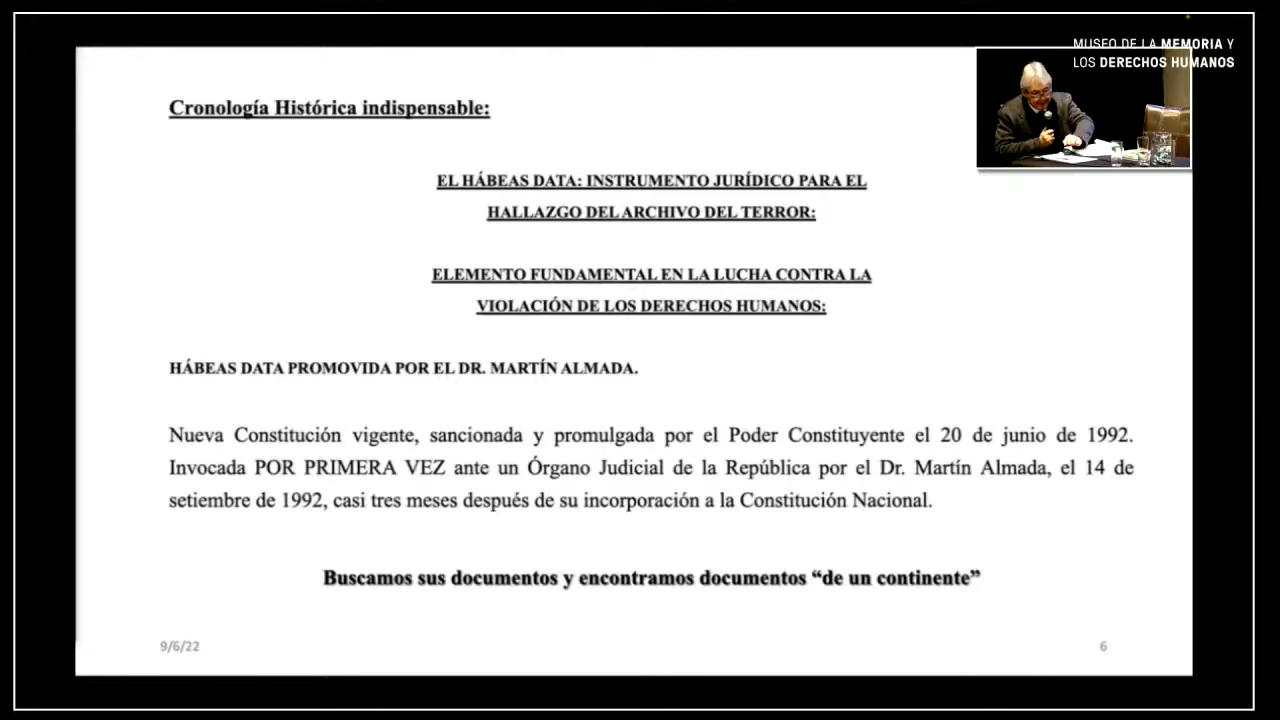 MUSEO DE LA MEMORIA Y
LOS DERECHOS HUMANOS
Cronología Histórica indispensable:
EL HÁBEAS DATA: INSTRUMENTO JURÍDICO PARA EL
HALLAZGO DEL ARCHIVO DEL TERROR:
ELEMENTO FUNDAMENTAL EN LA LUCHA CONTRA LA
VIOLACIÓN DE LOS DERECHOS HUMANOS:
HÁBEAS DATA PROMOVIDA POR EL DR. MARTÍN ALMADA.
Nueva Constitución vigente, sancionada y promulgada por el Poder Constituyente el 20 de junio de 1992.
Invocada POR PRIMERA VEZ ante un Órgano Judicial de la República por el Dr. Martín Almada, el 14 de
setiembre de 1992, casi tres meses después de su incorporación a la Constitución Nacional.
Buscamos sus documentos y encontramos documentos “de un continente”
9/6/22
6